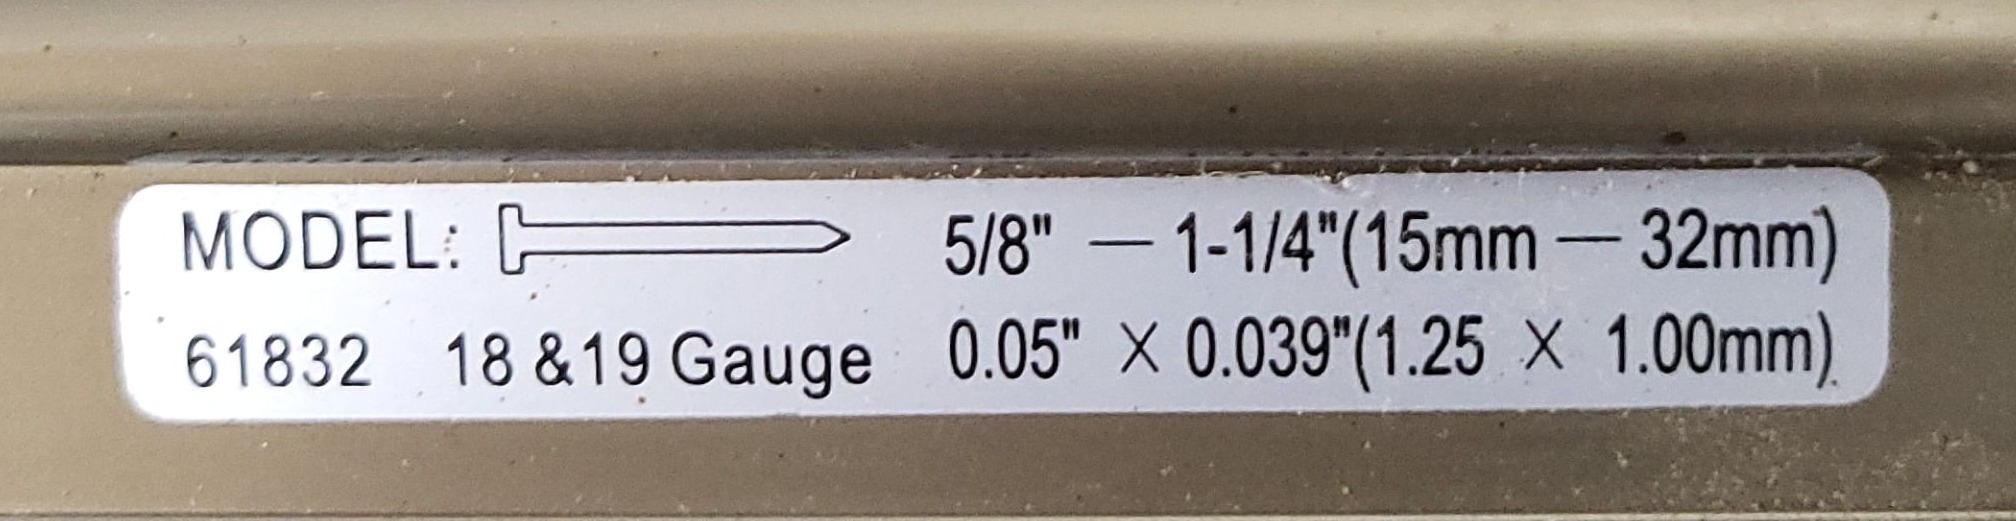 MODEL: 5/8" — 1-1/4"(15mm — 32mm)
61832 18 &19 Gauge 0.05" X 0.039"(1.25 X 1.00mm)